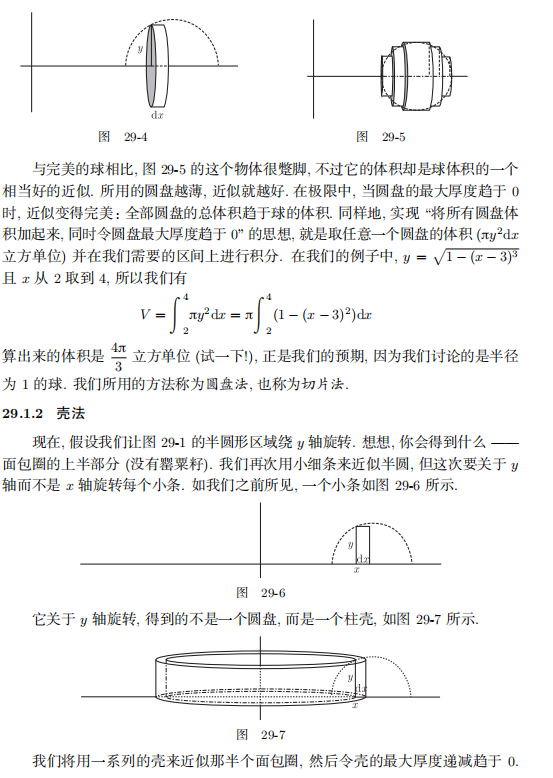 y
dx
图 29-4
图 29-5
与完美的球相比, 图 29-5 的这个物体很蹩脚, 不过它的体积却是球体积的一个
相当好的近似. 所用的圆盘越薄, 近似就越好. 在极限中, 当圆盘的最大厚度趋于 0
时, 近似变得完美: 全部圆盘的总体积趋于球的体积. 同样地, 实现 “将所有圆盘体
积加起来, 同时令圆盘最大厚度趋于 0” 的思想, 就是取任意一个圆盘的体积 (πy²dx
立方单位) 并在我们需要的区间上进行积分. 在我们的例子中, y = √(1 − (x − 3)³)
且 x 从 2 取到 4, 所以我们有
V = ∫₂⁴ πy²dx = π∫₂⁴ (1 − (x − 3)²)dx
算出来的体积是 4π/3 立方单位 (试一下!), 正是我们的预期, 因为我们讨论的是半径
为 1 的球. 我们所用的方法称为圆盘法, 也称为切片法.
29.1.2 壳法
现在, 假设我们让图 29-1 的半圆形区域绕 y 轴旋转. 想想, 你会得到什么 ——
面包圈的上半部分 (没有罂粟籽). 我们再次用小细条来近似半圆, 但这次要关于 y
轴而不是 x 轴旋转每个小条. 如我们之前所见, 一个小条如图 29-6 所示.
y
dx
x
图 29-6
它关于 y 轴旋转, 得到的不是一个圆盘, 而是一个柱壳, 如图 29-7 所示.
y
dx
x
图 29-7
我们将用一系列的壳来近似那半个面包圈, 然后令壳的最大厚度递减趋于 0.